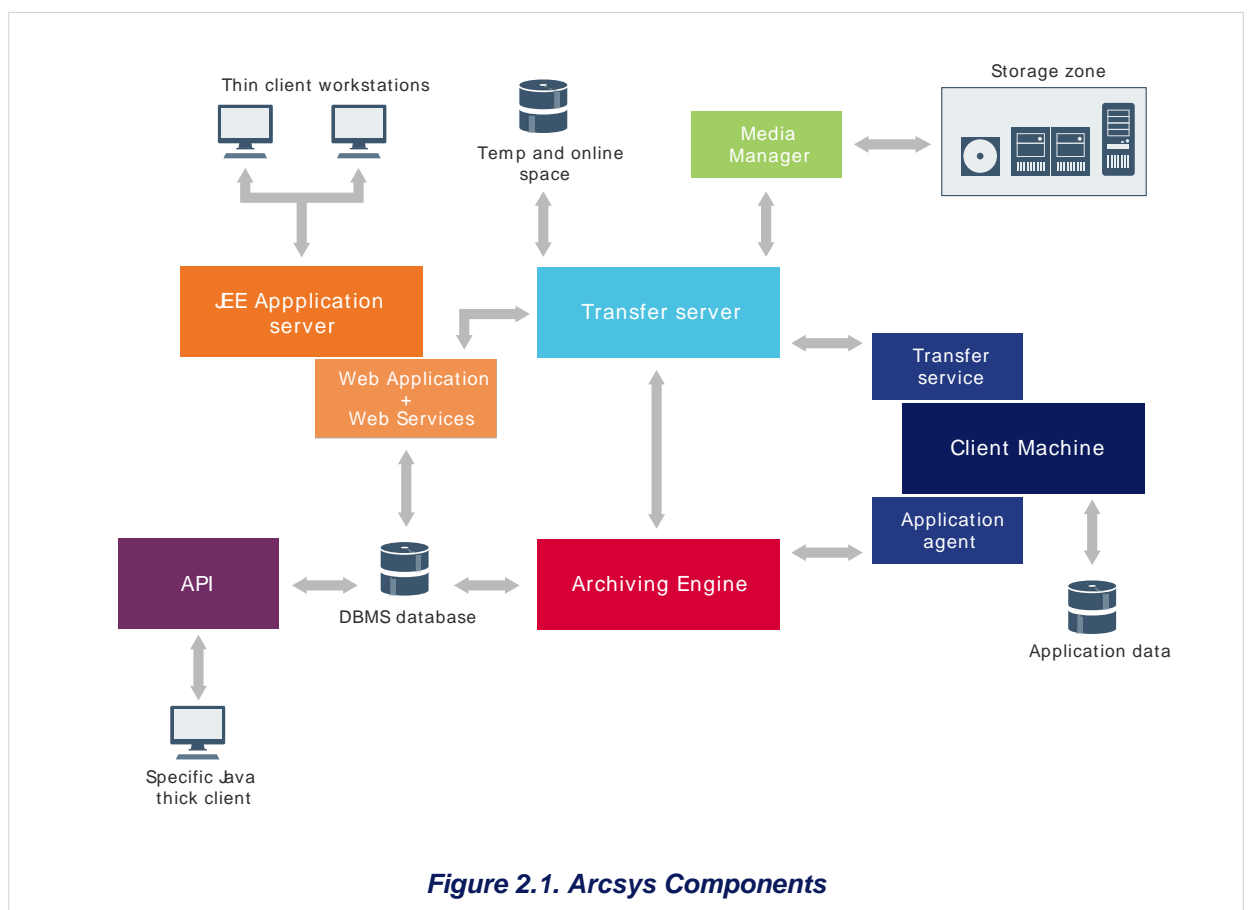 Thin client workstations
Storage zone
Media
Manager
Temp and online
space
JEE Appplication
server
Transfer server
Transfer
service
Web Application
+
Web Services
Client Machine
Application
agent
API
Archiving Engine
DBMS database
Application data
Specific Java
thick client
Figure 2.1. Arcsys Components